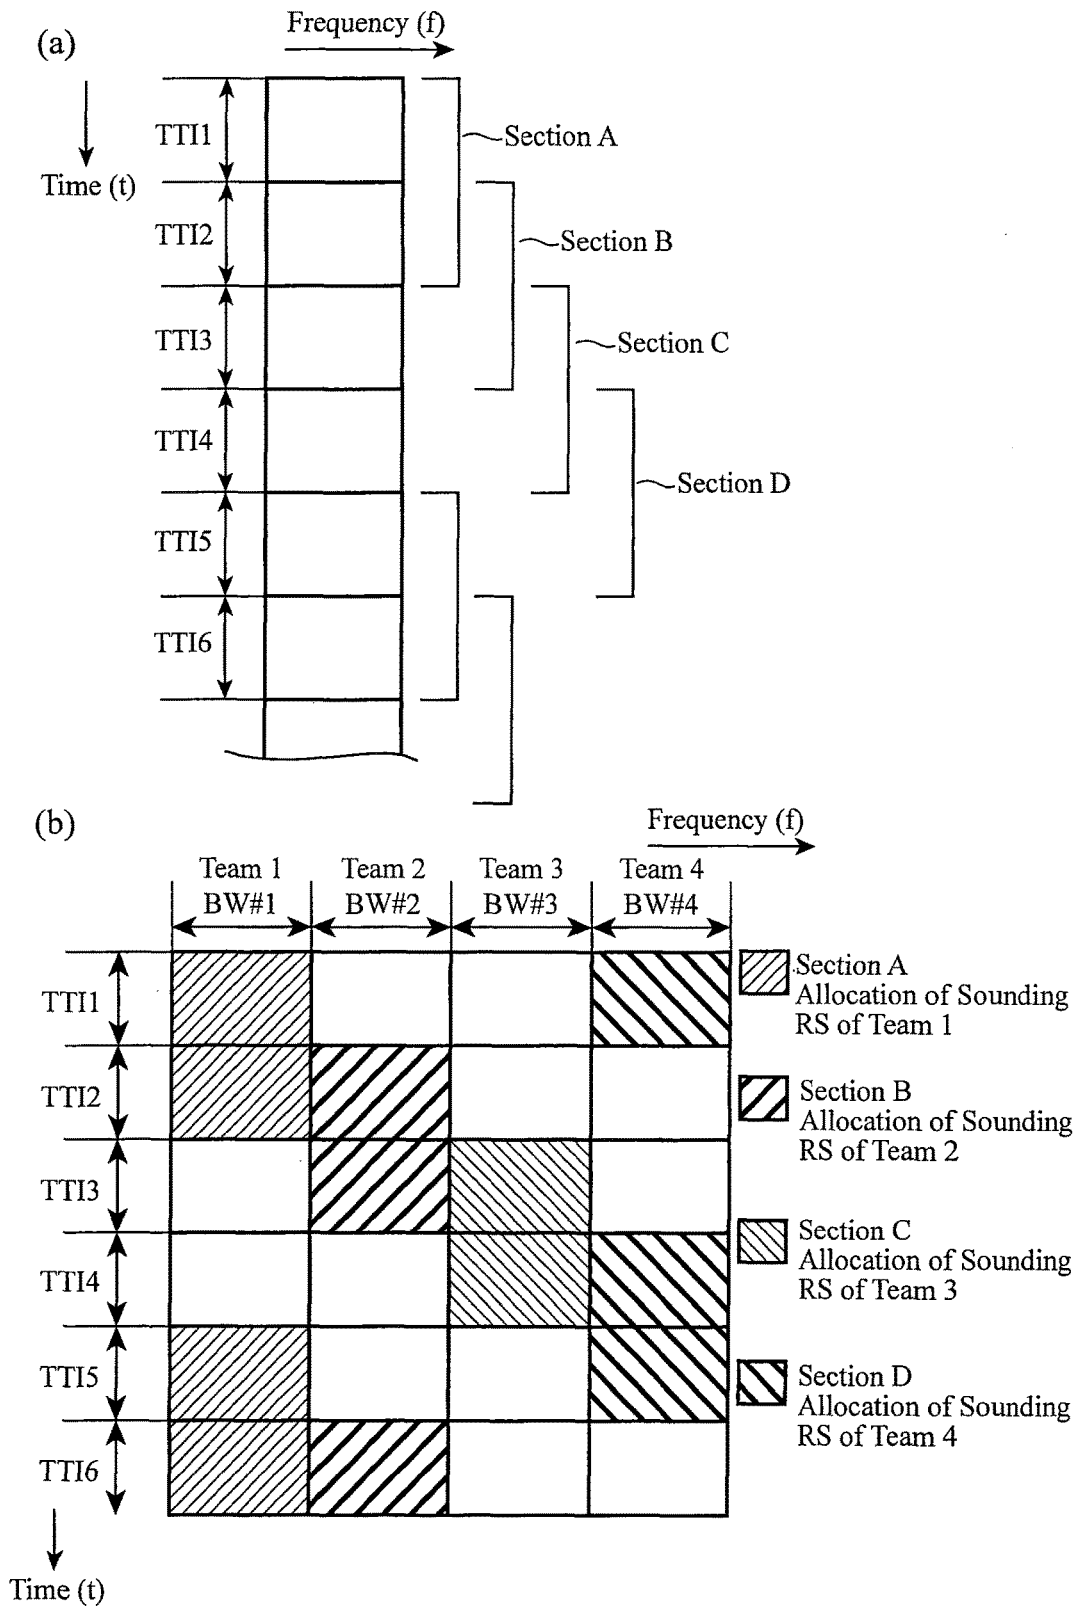 (a)
Frequency (f)
Time (t)
TTI1
TTI2
TTI3
TTI4
TTI5
TTI6
Section A
Section B
Section C
Section D
(b)
Frequency (f)
Team 1
BW#1
Team 2
BW#2
Team 3
BW#3
Team 4
BW#4
TTI1
TTI2
TTI3
TTI4
TTI5
TTI6
Time (t)
Section A
Allocation of Sounding
RS of Team 1
Section B
Allocation of Sounding
RS of Team 2
Section C
Allocation of Sounding
RS of Team 3
Section D
Allocation of Sounding
RS of Team 4